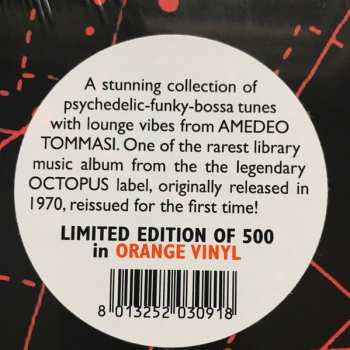 A stunning collection of
psychedelic-funky-bossa tunes
with lounge vibes from AMEDEO
TOMMASI. One of the rarest library
music album from the the legendary
OCTOPUS label, originally released in
1970, reissued for the first time!
LIMITED EDITION OF 500
in ORANGE VINYL
8 013252 030918